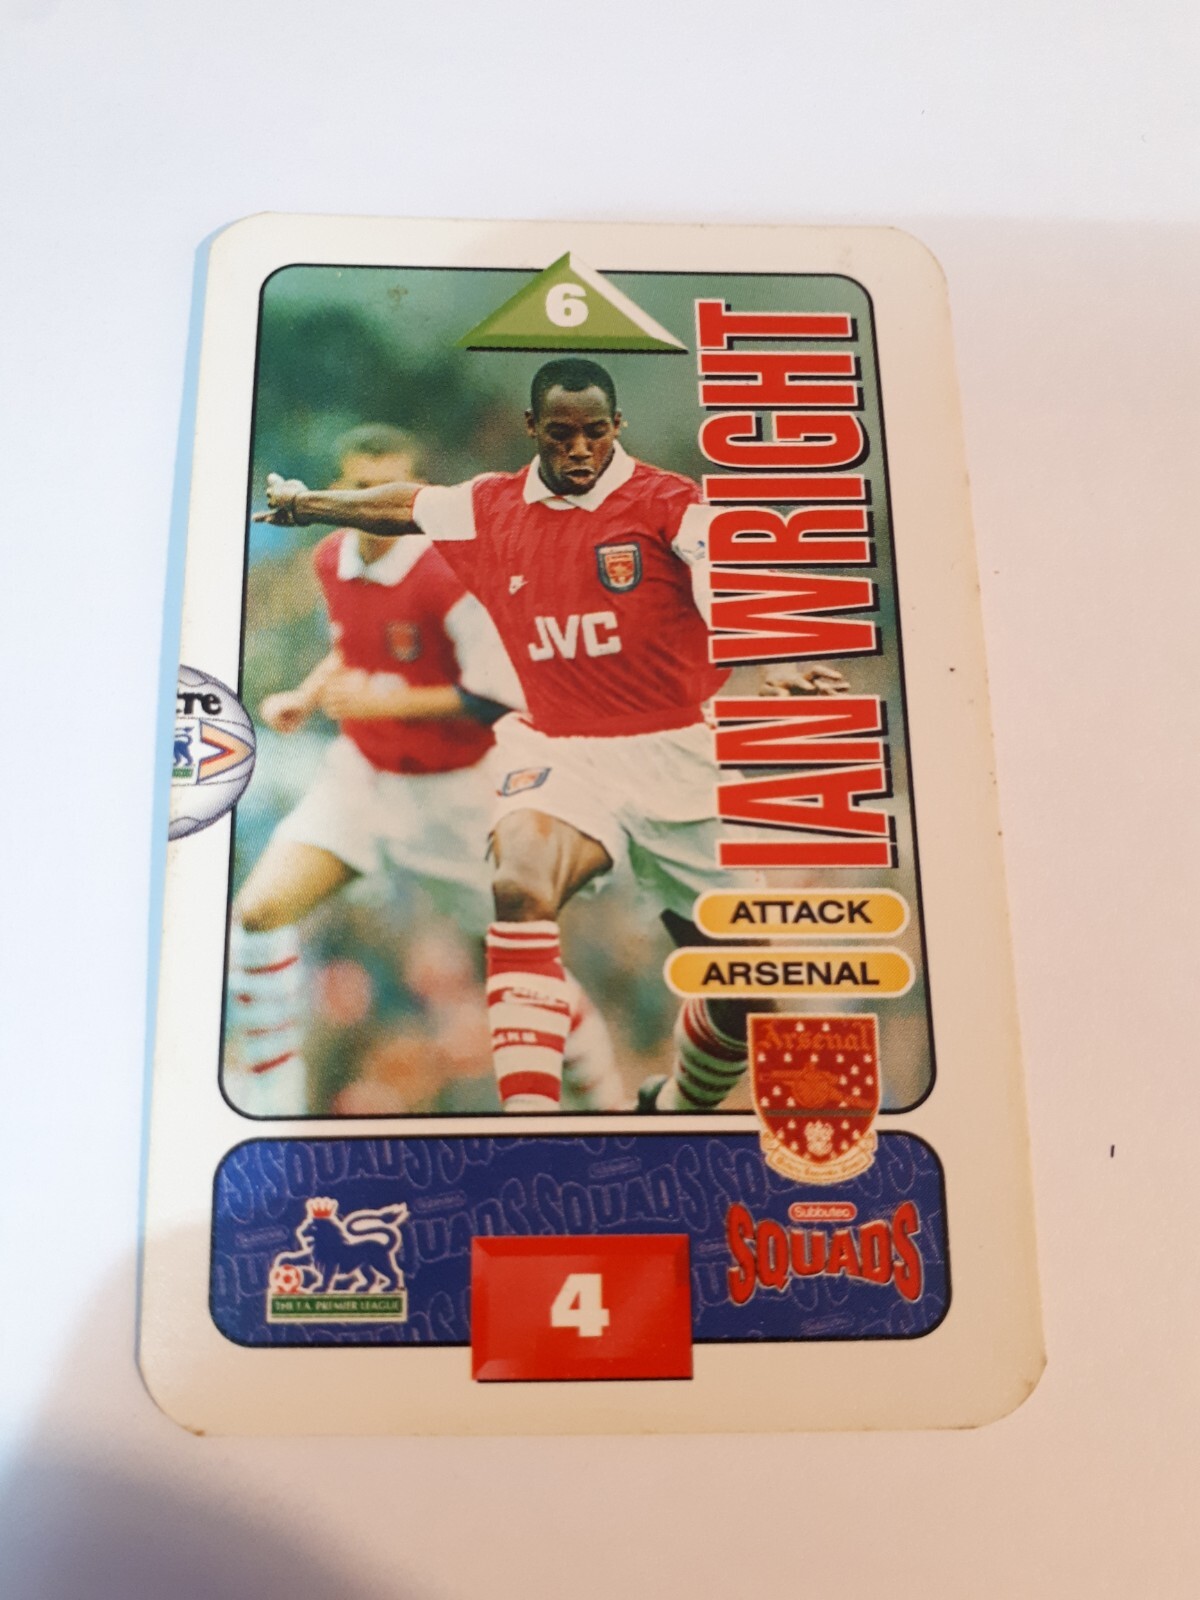 6
IAN WRIGHT
JVC
ATTACK
ARSENAL
Arsenal
THE F.A. PREMIER LEAGUE
Subbuteo
SQUADS
4